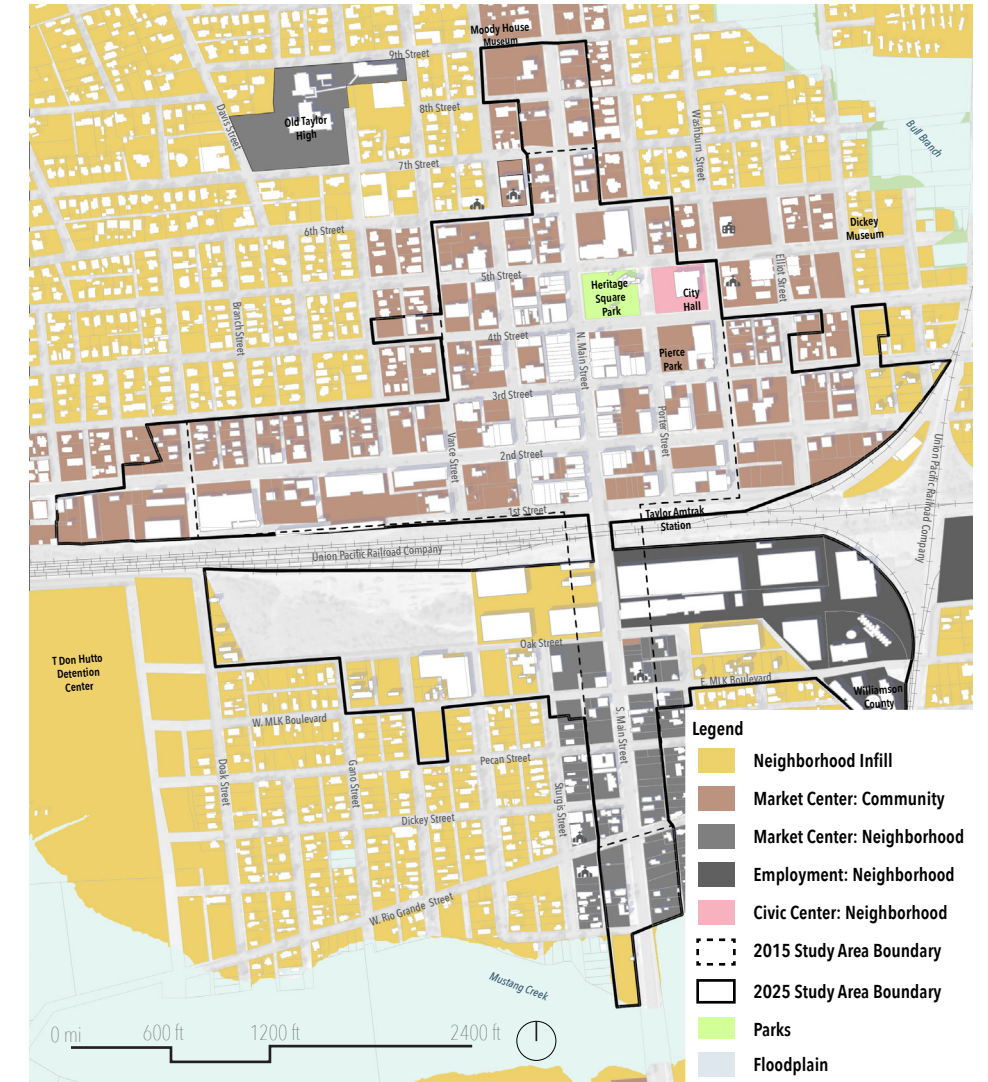 Moody House
Museum
9th Street
8th Street
Old Taylor
High
Davis Street
7th Street
Washburn Street
Bull Branch
6th Street
Dickey
Museum
5th Street
Heritage
Square
Park
City
Hall
Elliot Street
Branch Street
4th Street
N. Main Street
Pierce
Park
3rd Street
Porter Street
Vance Street
2nd Street
1st Street
Taylor Amtrak
Station
Union Pacific Railroad Company
Union Pacific Railroad Company
Oak Street
T Don Hutto
Detention
Center
E. MLK Boulevard
Williamson
County
W. MLK Boulevard
S. Main Street
Pecan Street
Doak Street
Gano Street
Sturgis Street
Dickey Street
W. Rio Grande Street
Mustang Creek
0 mi
600 ft
1200 ft
2400 ft
Legend
Neighborhood Infill
Market Center: Community
Market Center: Neighborhood
Employment: Neighborhood
Civic Center: Neighborhood
2015 Study Area Boundary
2025 Study Area Boundary
Parks
Floodplain